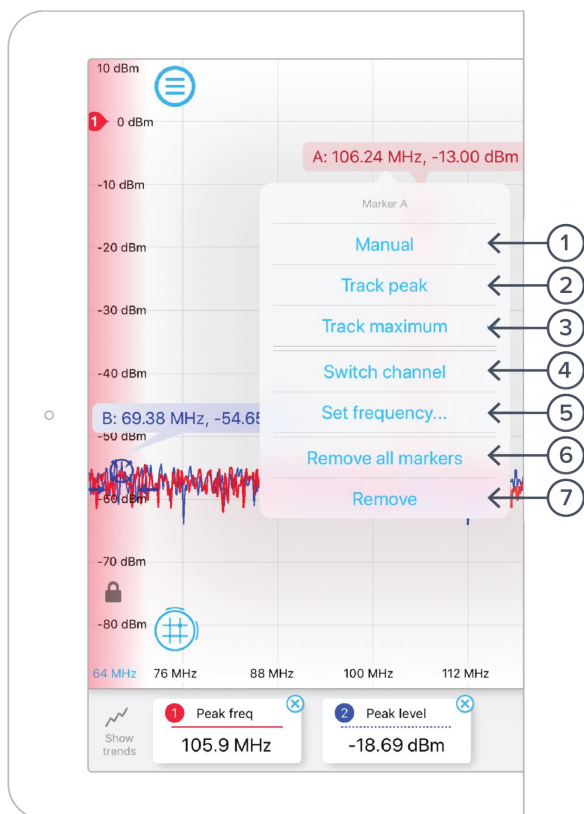 10 dBm
1 0 dBm
A: 106.24 MHz, -13.00 dBm
-10 dBm
Marker A
Manual 1
-20 dBm
Track peak 2
-30 dBm
Track maximum 3
-40 dBm
Switch channel 4
Set frequency... 5
B: 69.38 MHz, -54.65
-50 dBm
Remove all markers 6
-60 dBm
Remove 7
-70 dBm
-80 dBm
64 MHz 76 MHz 88 MHz 100 MHz 112 MHz
Show
trends
1 Peak freq
105.9 MHz
2 Peak level
-18.69 dBm